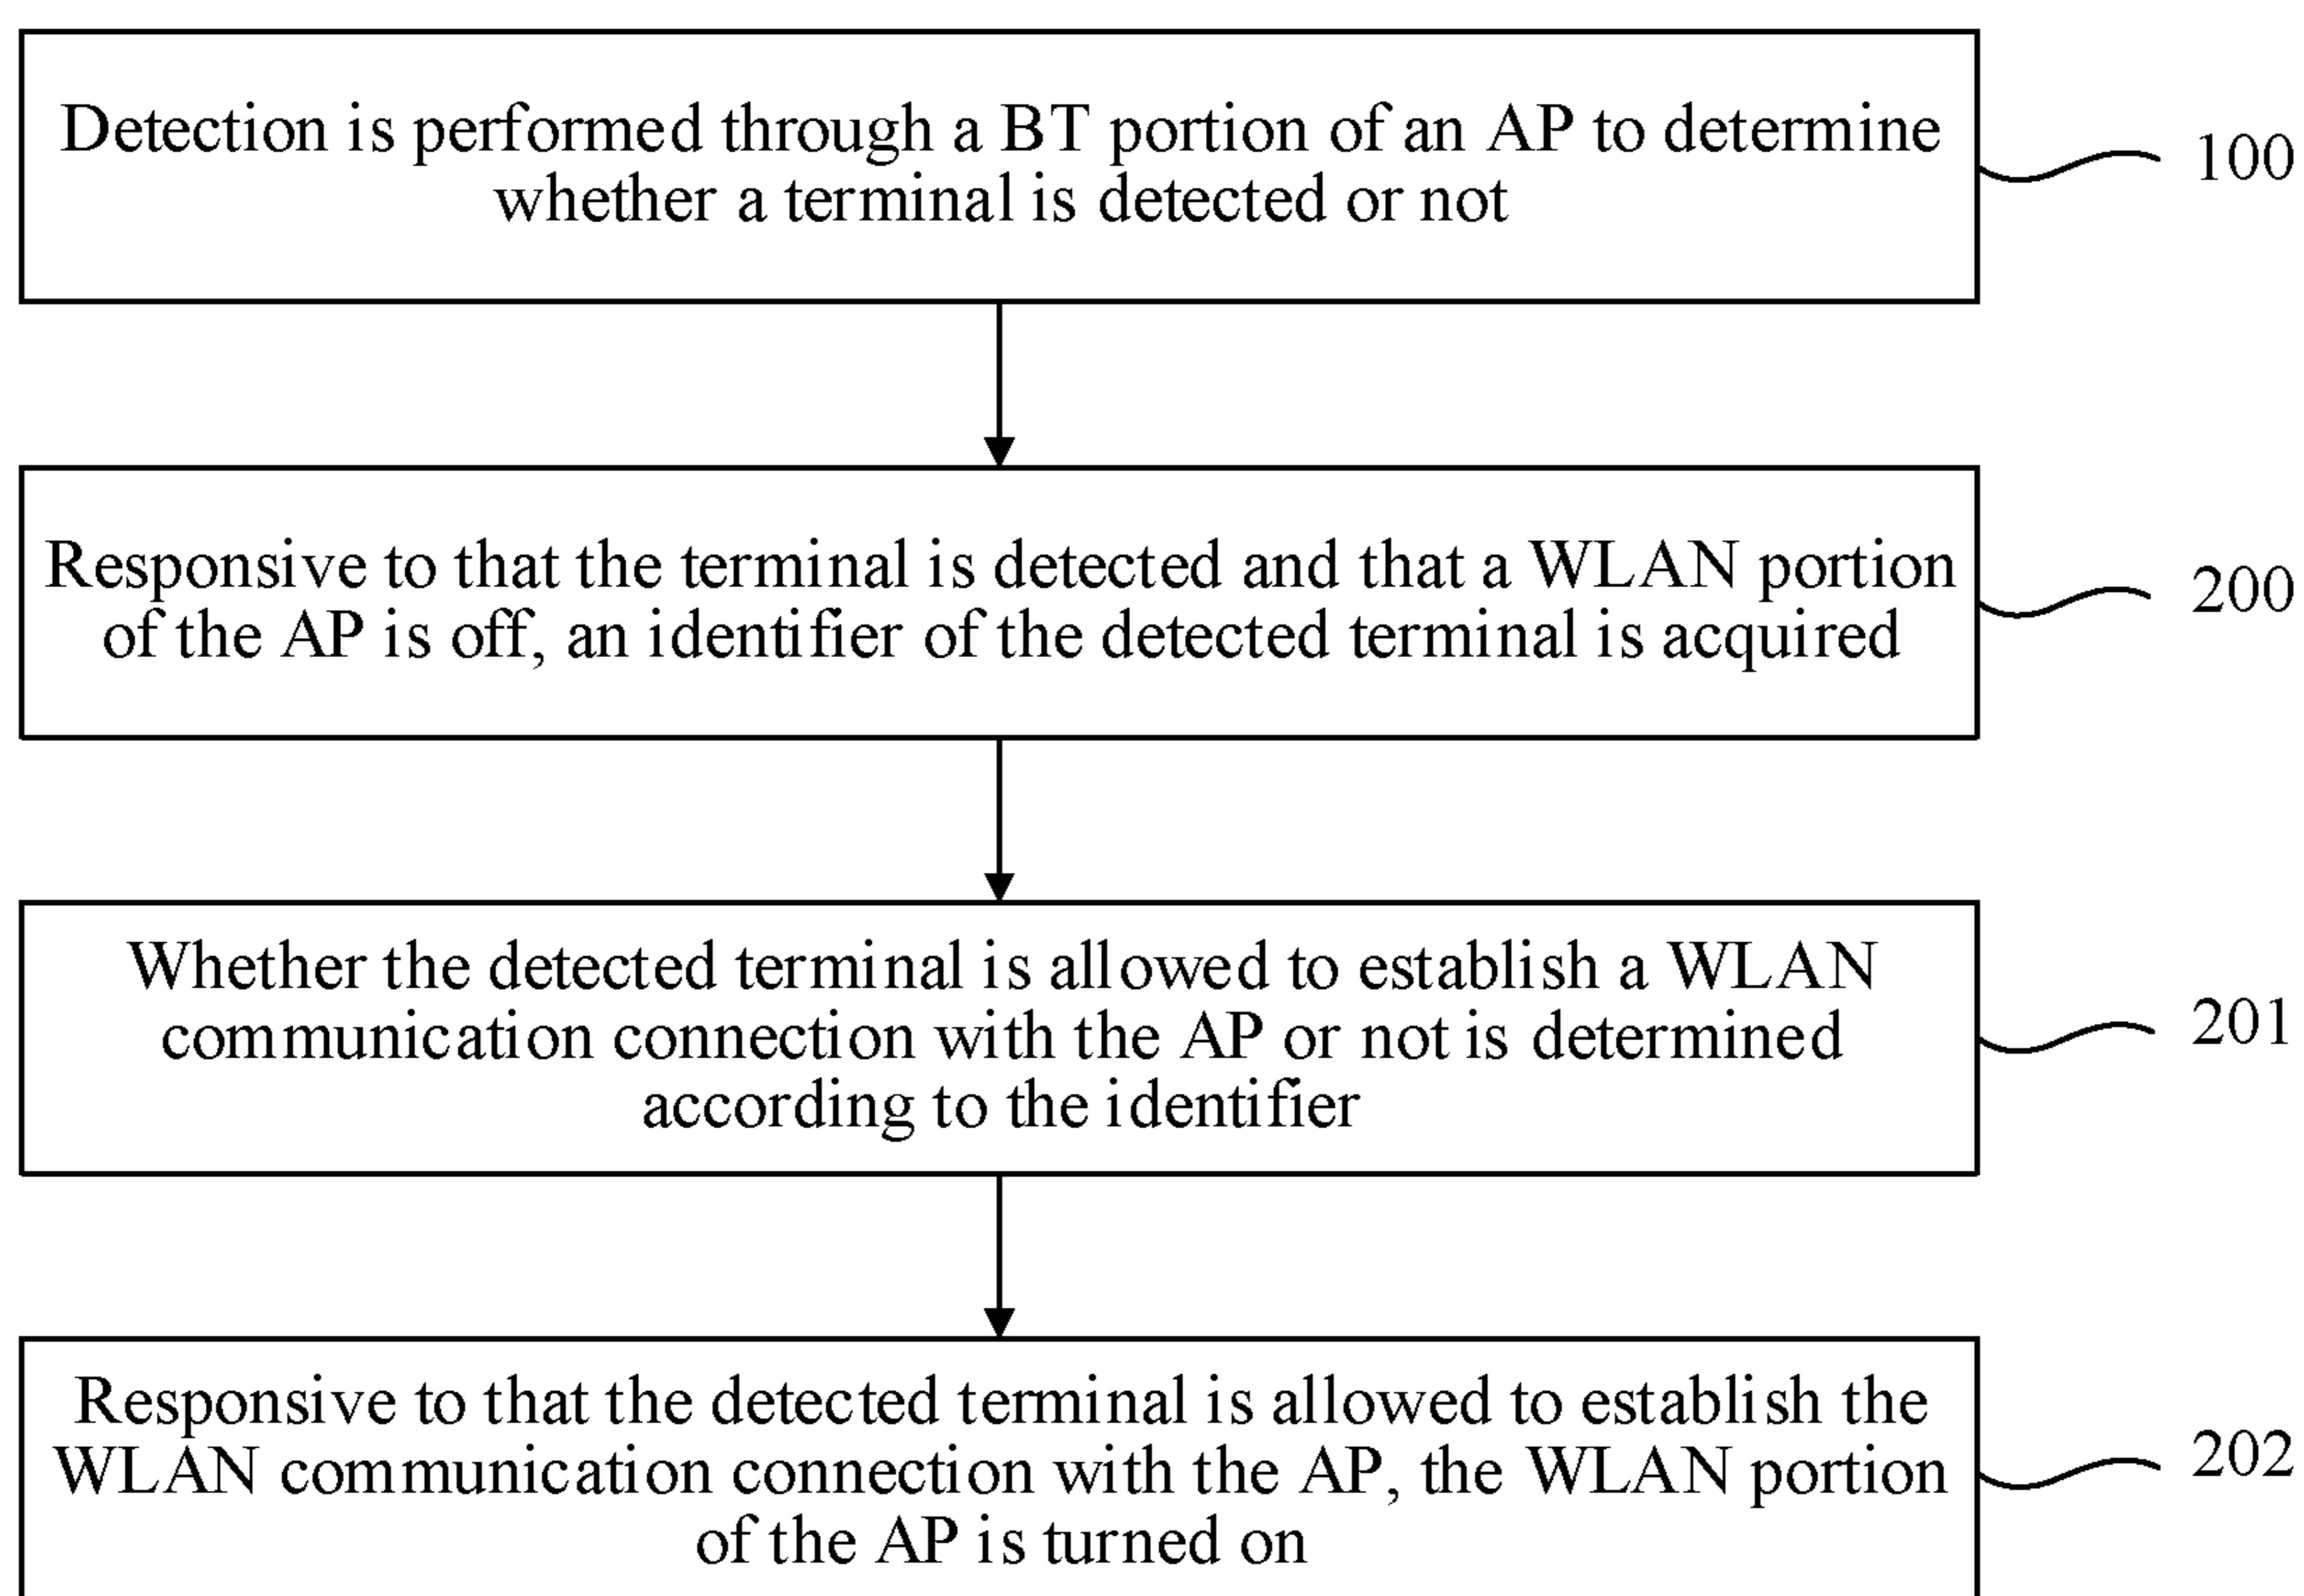 Detection is performed through a BT portion of an AP to determine
whether a terminal is detected or not
100
Responsive to that the terminal is detected and that a WLAN portion
of the AP is off, an identifier of the detected terminal is acquired
200
Whether the detected terminal is allowed to establish a WLAN
communication connection with the AP or not is determined
according to the identifier
201
Responsive to that the detected terminal is allowed to establish the
WLAN communication connection with the AP, the WLAN portion
of the AP is turned on
202